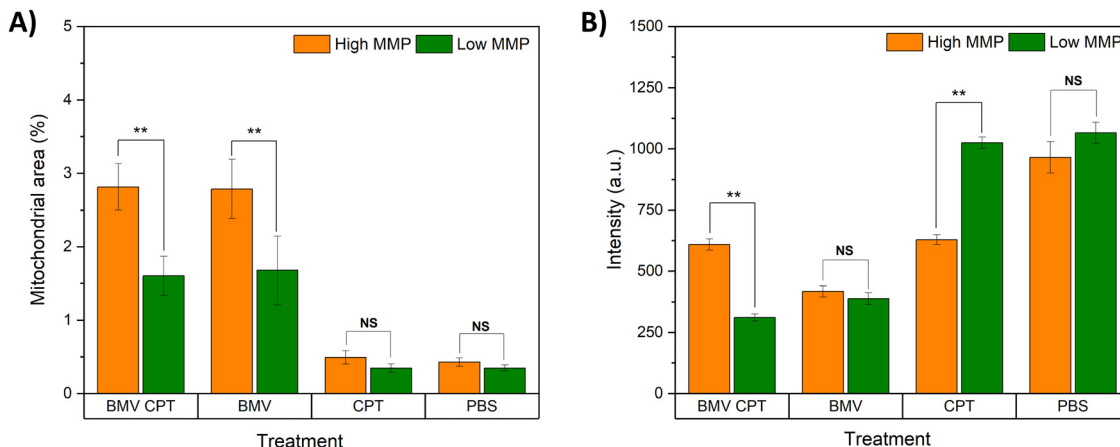 A)
Mitochondrial area (%)
5
4
3
2
1
0
High MMP Low MMP
**
**
NS
NS
BMV CPT BMV CPT PBS
Treatment
B)
Intensity (a.u.)
1500
1250
1000
750
500
250
0
High MMP Low MMP
**
NS
**
NS
BMV CPT BMV CPT PBS
Treatment